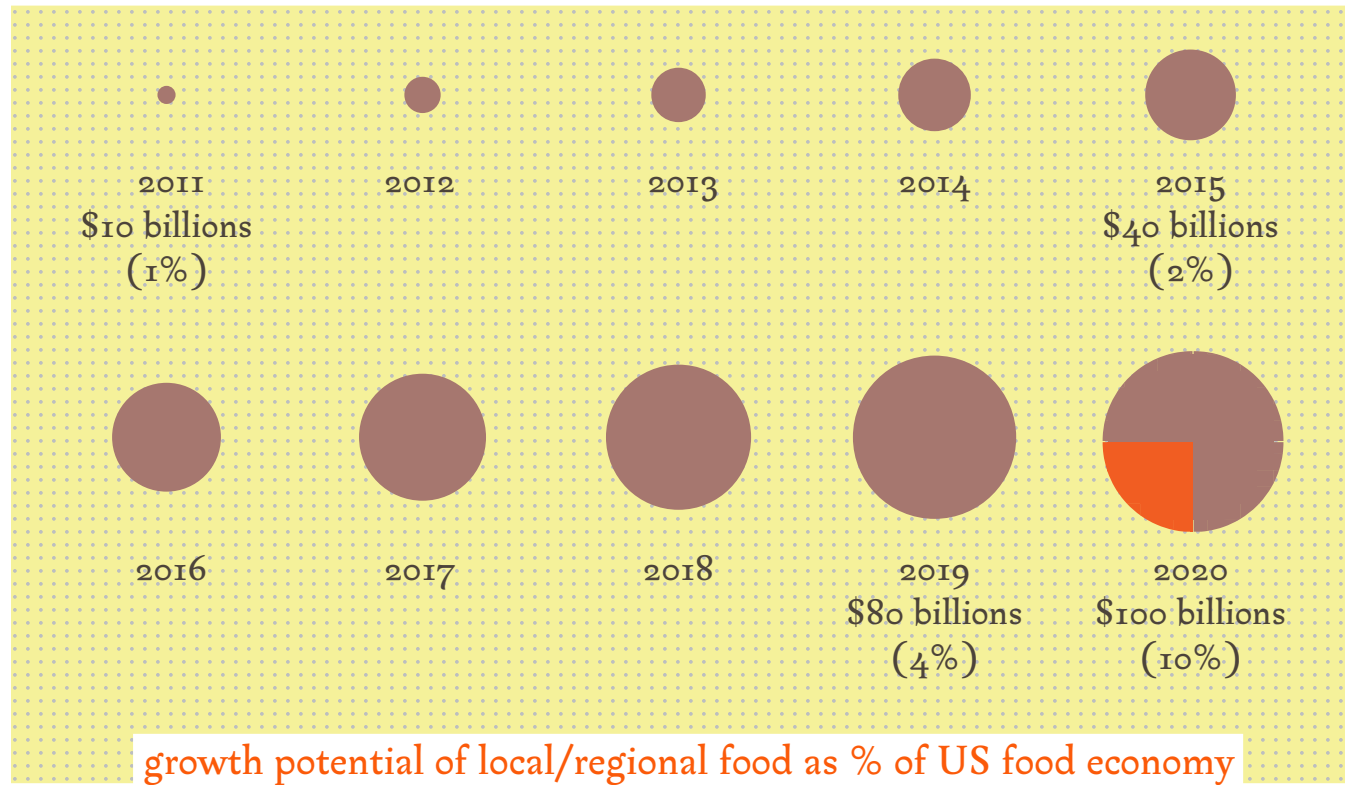 2011 2012 2013 2014 2015
$10 billions $40 billions
(1%) (2%)
2016 2017 2018 2019 2020
$80 billions $100 billions
(4%) (10%)
growth potential of local/regional food as % of US food economy